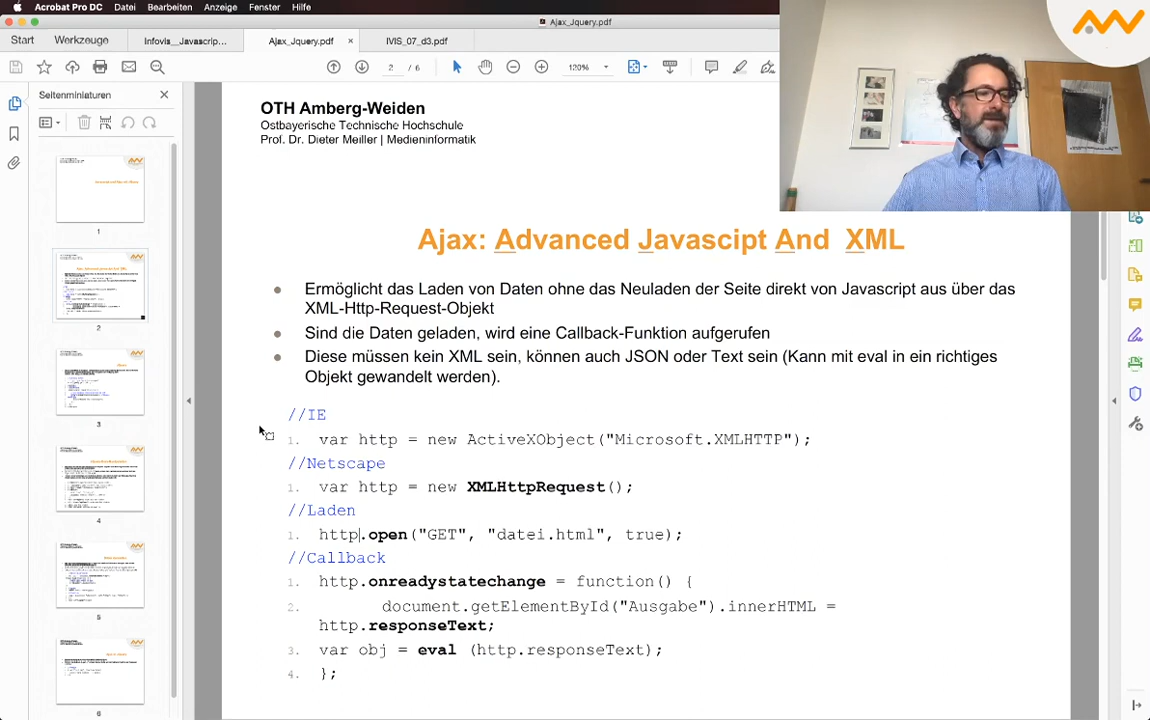 Acrobat Pro DC Datei Bearbeiten Anzeige Fenster Hilfe
Ajax_Jquery.pdf
Start Werkzeuge Infovis__Javascrip... Ajax_Jquery.pdf × IVIS_07_d3.pdf
2 / 6 120%
Seitenminiaturen
1
2
3
4
5
6
OTH Amberg-Weiden
Ostbayerische Technische Hochschule
Prof. Dr. Dieter Meiller | Medieninformatik
Ajax: Advanced Javascipt And XML
Ermöglicht das Laden von Daten ohne das Neuladen der Seite direkt von Javascript aus über das
XML-Http-Request-Objekt
Sind die Daten geladen, wird eine Callback-Funktion aufgerufen
Diese müssen kein XML sein, können auch JSON oder Text sein (Kann mit eval in ein richtiges
Objekt gewandelt werden).
//IE
1. var http = new ActiveXObject("Microsoft.XMLHTTP");
//Netscape
1. var http = new XMLHttpRequest();
//Laden
1. http.open("GET", "datei.html", true);
//Callback
1. http.onreadystatechange = function() {
2. document.getElementById("Ausgabe").innerHTML =
http.responseText;
3. var obj = eval (http.responseText);
4. };